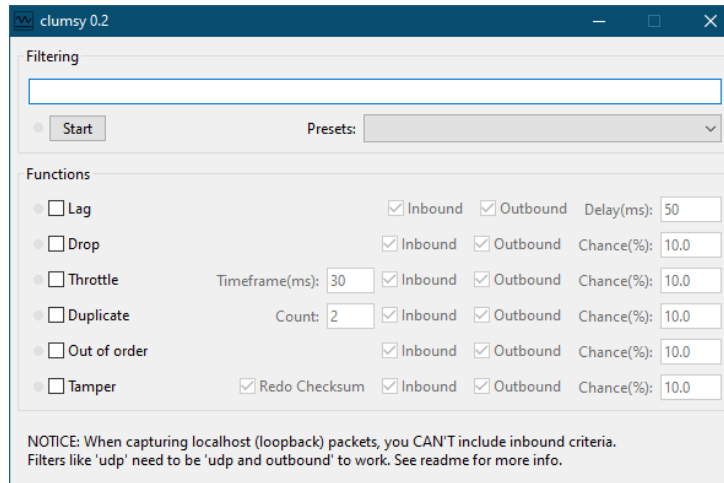 clumsy 0.2
Filtering
Start Presets:
Functions
Lag Inbound Outbound Delay(ms): 50
Drop Inbound Outbound Chance(%): 10.0
Throttle Timeframe(ms): 30 Inbound Outbound Chance(%): 10.0
Duplicate Count: 2 Inbound Outbound Chance(%): 10.0
Out of order Inbound Outbound Chance(%): 10.0
Tamper Redo Checksum Inbound Outbound Chance(%): 10.0
NOTICE: When capturing localhost (loopback) packets, you CAN'T include inbound criteria.
Filters like 'udp' need to be 'udp and outbound' to work. See readme for more info.